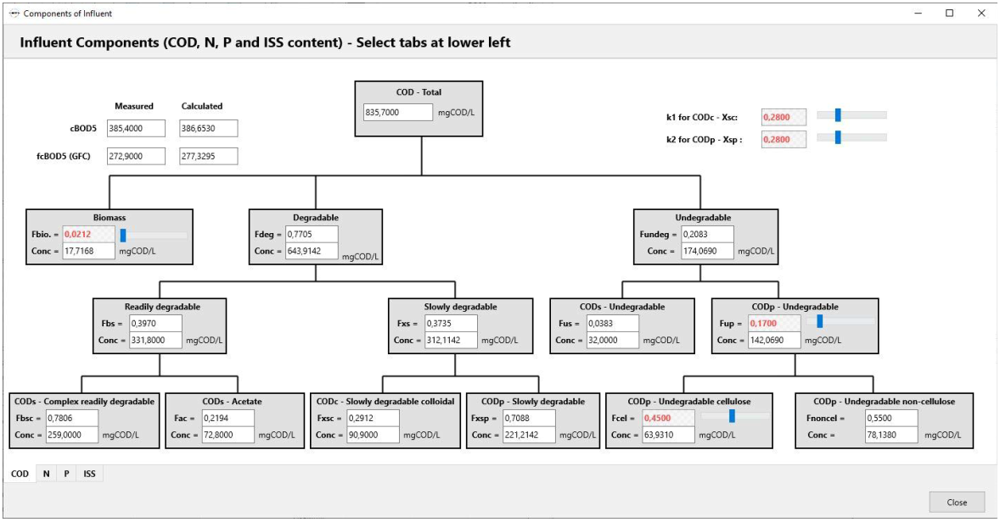 Components of Influent
Influent Components (COD, N, P and ISS content) - Select tabs at lower left
COD - Total
835,7000 mgCOD/L
Measured Calculated
cBOD5 385,4000 386,6530
fcBOD5 (GFC) 272,9000 277,3295
k1 for CODc - Xsc: 0,2800
k2 for CODp - Xsp : 0,2800
Biomass
Fbio. = 0,0212
Conc = 17,7168 mgCOD/L
Degradable
Fdeg = 0,7705
Conc = 643,9142 mgCOD/L
Undegradable
Fundeg = 0,2083
Conc = 174,0690 mgCOD/L
Readily degradable
Fbs = 0,3970
Conc = 331,8000 mgCOD/L
Slowly degradable
Fxs = 0,3735
Conc = 312,1142 mgCOD/L
CODs - Undegradable
Fus = 0,0383
Conc = 32,0000 mgCOD/L
CODp - Undegradable
Fup = 0,1700
Conc = 142,0690 mgCOD/L
CODs - Complex readily degradable
Fbsc = 0,7806
Conc = 259,0000 mgCOD/L
CODs - Acetate
Fac = 0,2194
Conc = 72,8000 mgCOD/L
CODc - Slowly degradable colloidal
Fxsc = 0,2912
Conc = 90,9000 mgCOD/L
CODp - Slowly degradable
Fxsp = 0,7088
Conc = 221,2142 mgCOD/L
CODp - Undegradable cellulose
Fcel = 0,4500
Conc = 63,9310 mgCOD/L
CODp - Undegradable non-cellulose
Fnoncel = 0,5500
Conc = 78,1380 mgCOD/L
COD N P ISS
Close